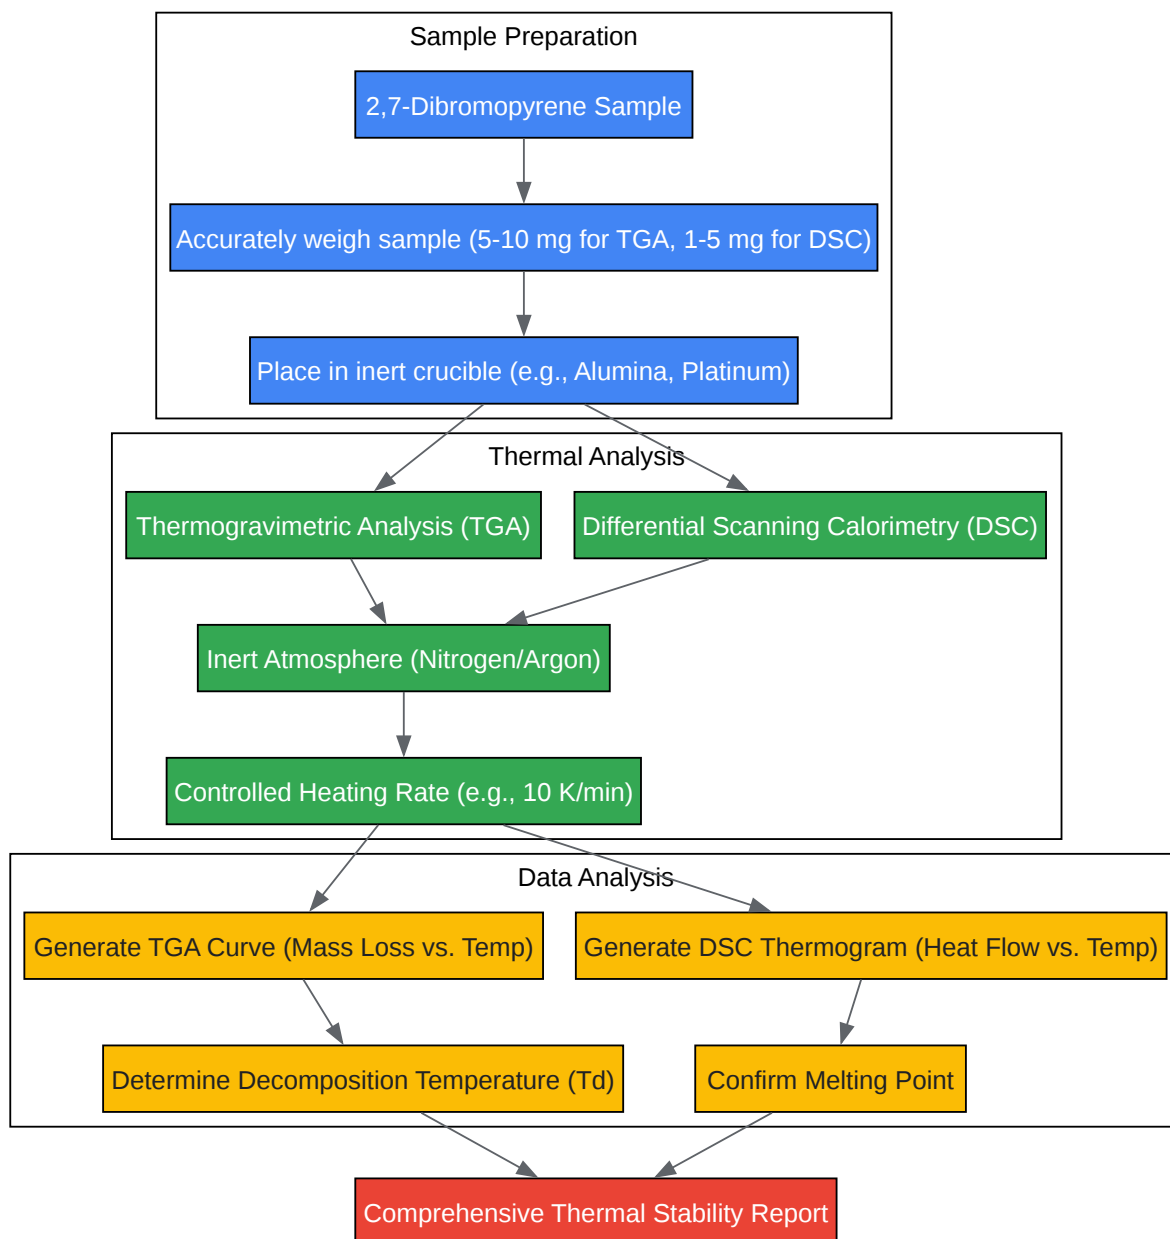 Sample Preparation
2,7-Dibromopyrene Sample
Accurately weigh sample (5-10 mg for TGA, 1-5 mg for DSC)
Place in inert crucible (e.g., Alumina, Platinum)
Thermal Analysis
Thermogravimetric Analysis (TGA)
Differential Scanning Calorimetry (DSC)
Inert Atmosphere (Nitrogen/Argon)
Controlled Heating Rate (e.g., 10 K/min)
Data Analysis
Generate TGA Curve (Mass Loss vs. Temp)
Generate DSC Thermogram (Heat Flow vs. Temp)
Determine Decomposition Temperature (Td)
Confirm Melting Point
Comprehensive Thermal Stability Report